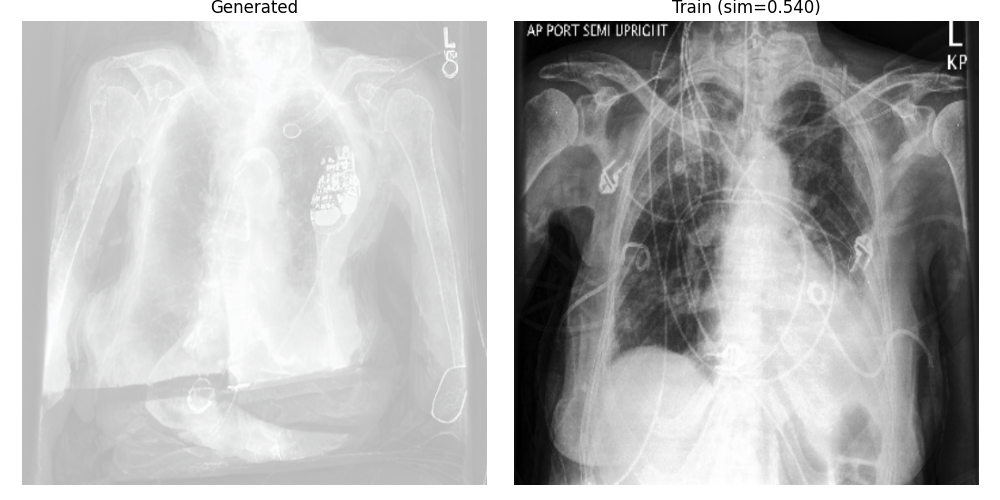 Generated
Train (sim=0.540)
L
AP PORT SEMI UPRIGHT
L
KP